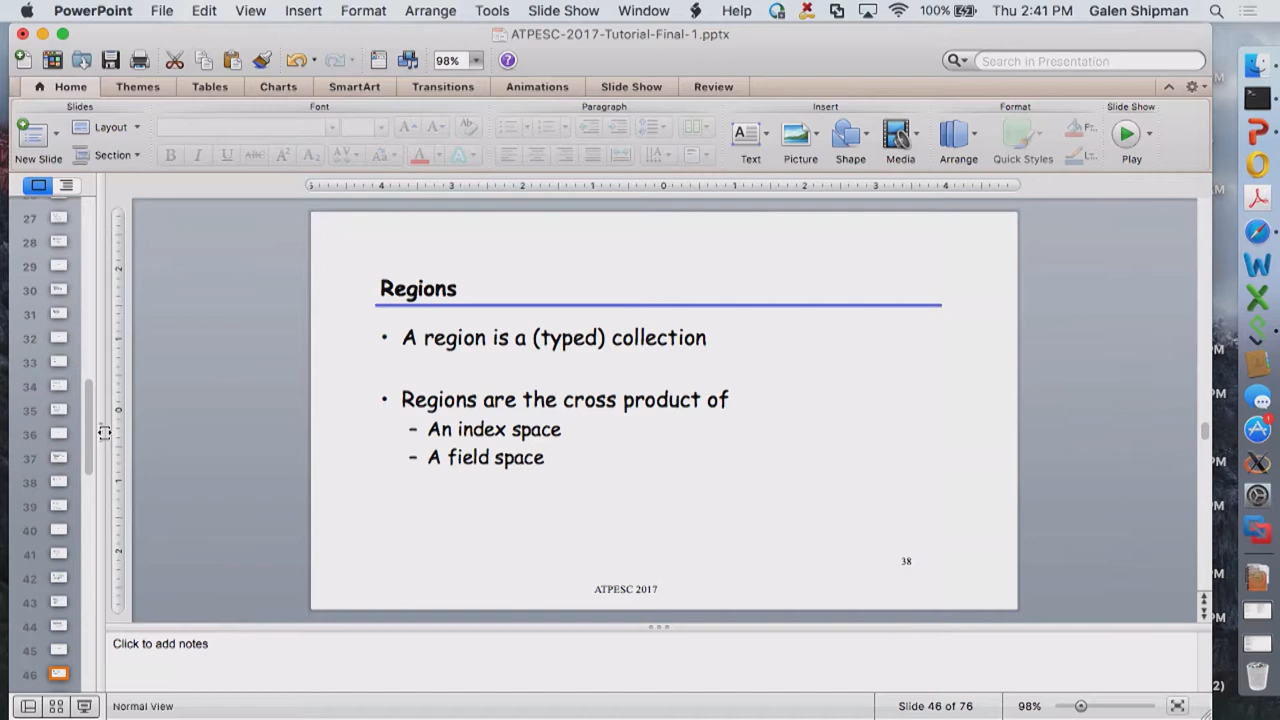 PowerPoint File Edit View Insert Format Arrange Tools Slide Show Window Help 100% Thu 2:41 PM Galen Shipman
ATPESC-2017-Tutorial-Final-1.pptx
98% Search in Presentation
Home Themes Tables Charts SmartArt Transitions Animations Slide Show Review
Slides Font Paragraph Insert Format Slide Show
Layout
New Slide Section Text Picture Shape Media Arrange Quick Styles Play
Regions
• A region is a (typed) collection
• Regions are the cross product of
– An index space
– A field space
38
ATPESC 2017
27
28
29
30
31
32
33
34
35
36
37
38
39
40
41
42
43
44
45
46
Click to add notes
Normal View Slide 46 of 76 98%